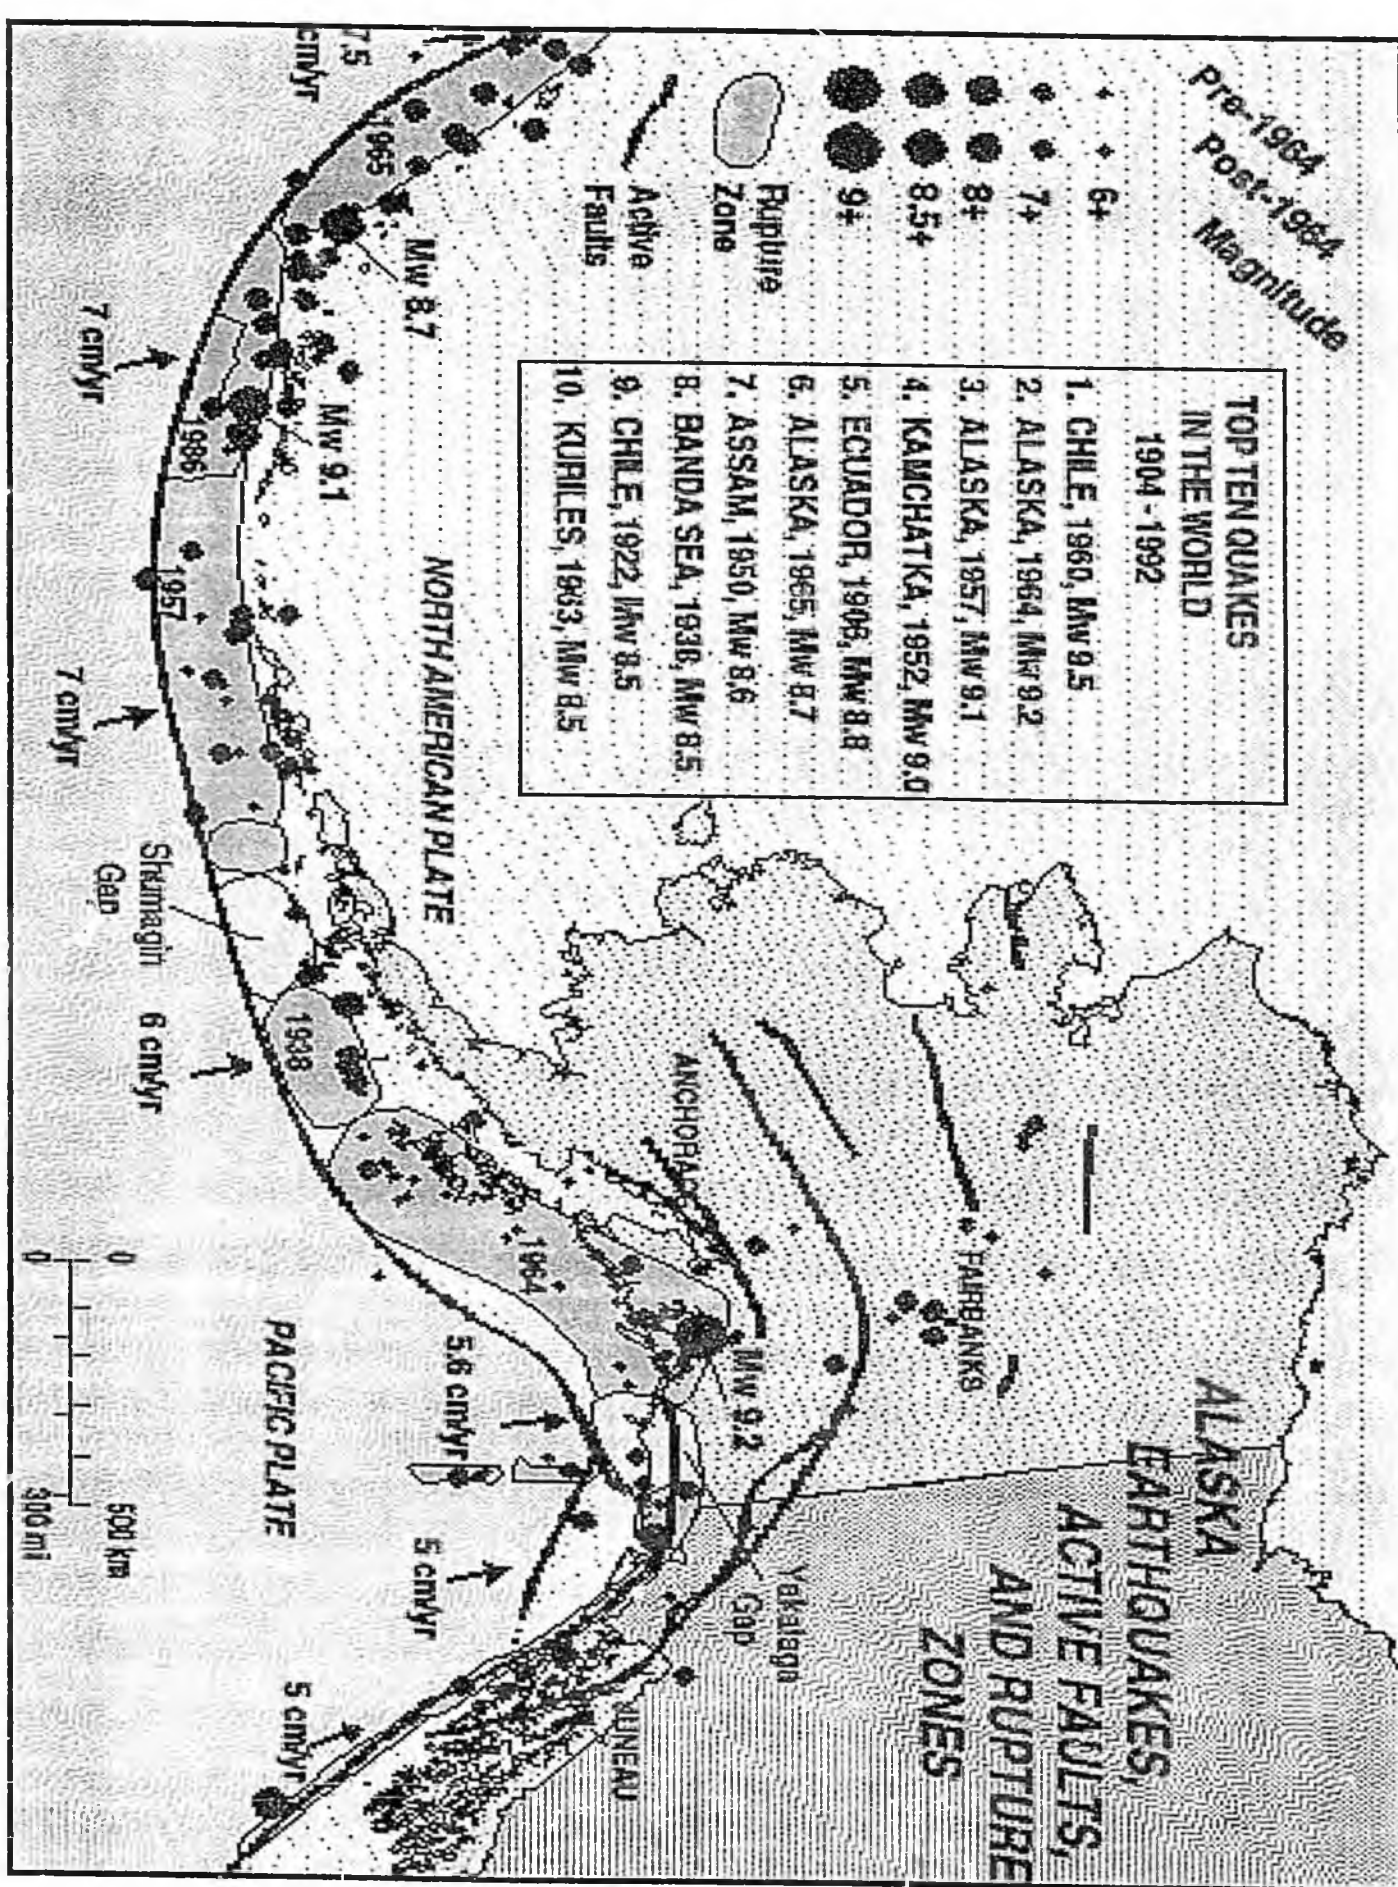 ALASKA
EARTHQUAKES,
ACTIVE FAULTS,
AND RUPTURE
ZONES
Pre-1964
Post-1964
Magnitude
6+
7+
8+
8.5+
9+
Rupture
Zone
Active
Faults
TOP TEN QUAKES
IN THE WORLD
1904 - 1992
1. CHILE, 1960, Mw 9.5
2. ALASKA, 1964, Mw 9.2
3. ALASKA, 1957, Mw 9.1
4. KAMCHATKA, 1952, Mw 9.0
5. ECUADOR, 1906, Mw 8.8
6. ALASKA, 1965, Mw 8.7
7. ASSAM, 1950, Mw 8.6
8. BANDA SEA, 1938, Mw 8.5
9. CHILE, 1922, Mw 8.5
10. KURILES, 1963, Mw 8.5
FAIRBANKS
ANCHORAG
Mw 9.2
Yakataga
Gap
JUNEAU
NORTH AMERICAN PLATE
Mw 8.7
Mw 9.1
1965
1986
1957
1938
1964
7.5
cm/yr
7 cm/yr
7 cm/yr
Shumagin
Gap
6 cm/yr
5.6 cm/yr
5 cm/yr
5 cm/yr
PACIFIC PLATE
0
500 km
0
300 mi